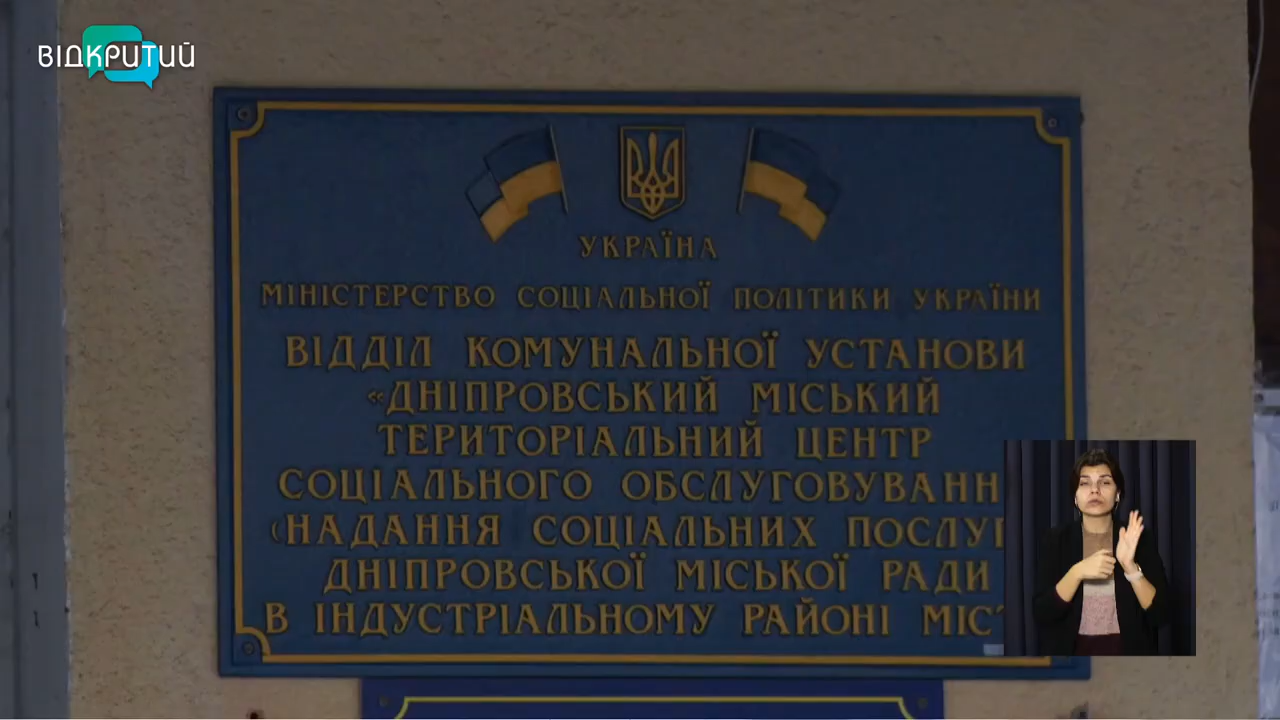 ВІДКРИТИЙ
УКРАЇНА
МІНІСТЕРСТВО СОЦІАЛЬНОЇ ПОЛІТИКИ УКРАЇНИ
ВІДДІЛ КОМУНАЛЬНОЇ УСТАНОВИ
«ДНІПРОВСЬКИЙ МІСЬКИЙ
ТЕРИТОРІАЛЬНИЙ ЦЕНТР
СОЦІАЛЬНОГО ОБСЛУГОВУВАНН
(НАДАННЯ СОЦІАЛЬНИХ ПОСЛУГ
ДНІПРОВСЬКОЇ МІСЬКОЇ РАДИ
В ІНДУСТРІАЛЬНОМУ РАЙОНІ МІСТ